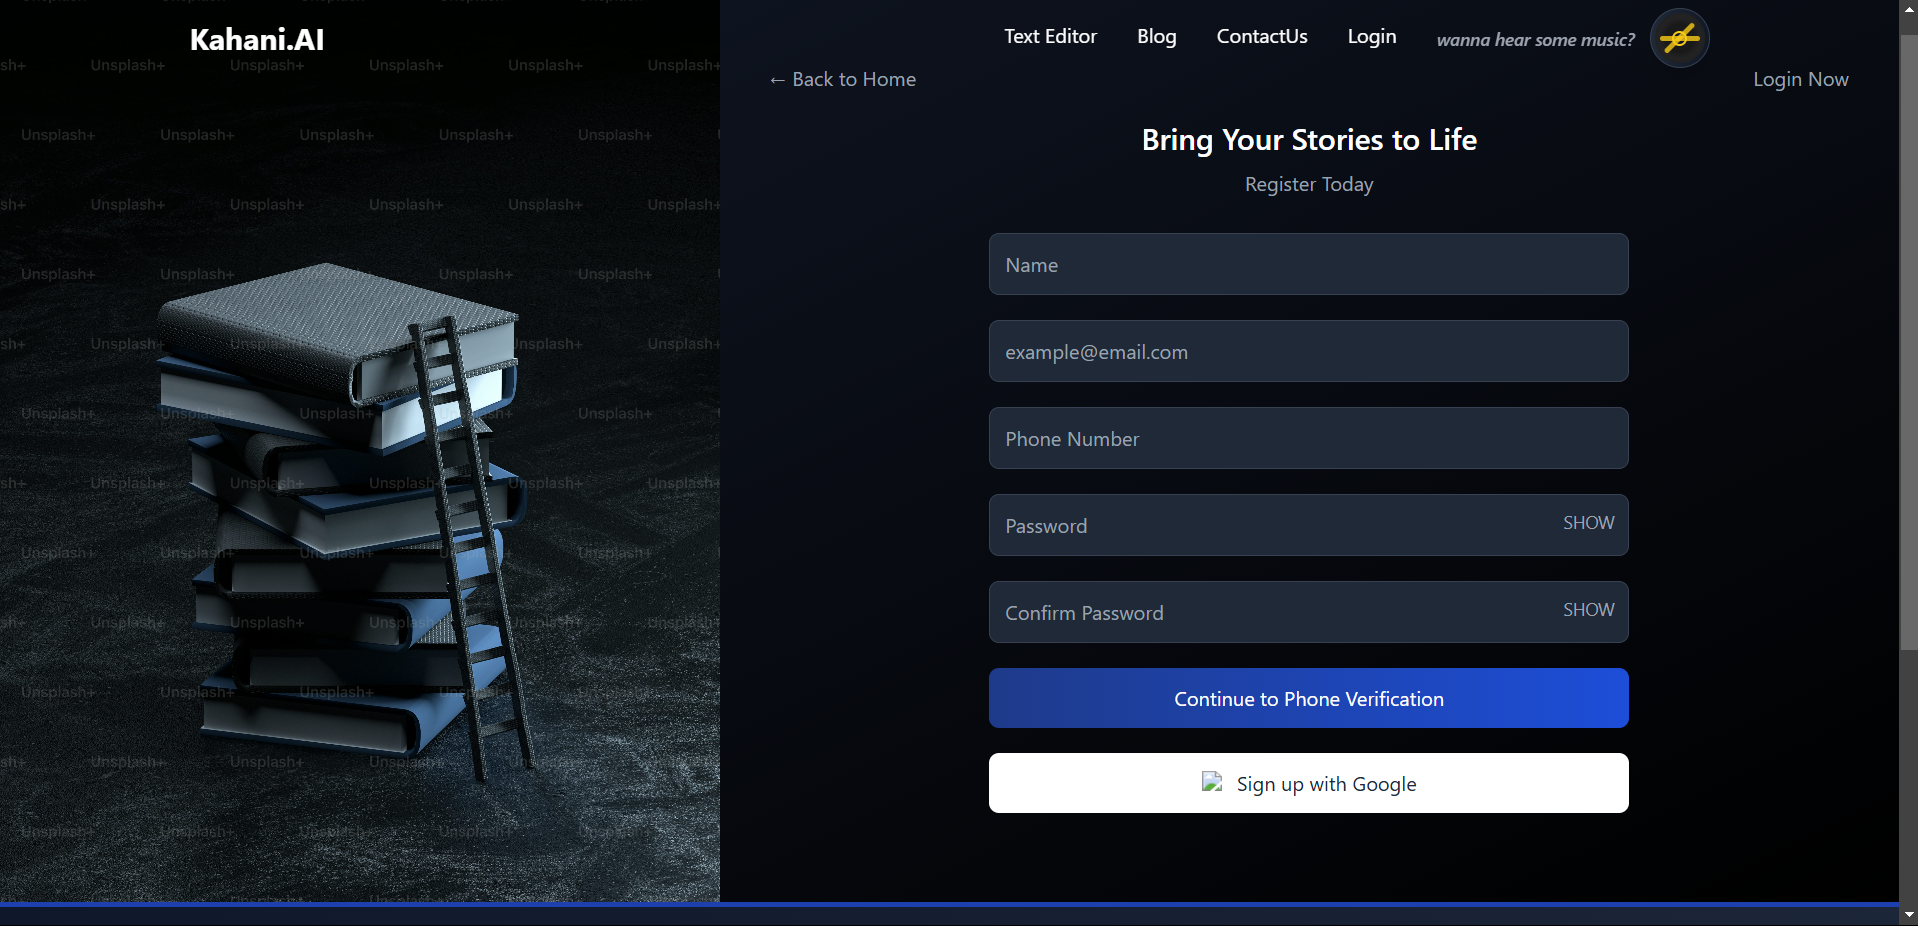 Kahani.AI
Text Editor
Blog
ContactUs
Login
wanna hear some music?
← Back to Home
Login Now
Bring Your Stories to Life
Register Today
Name
example@email.com
Phone Number
Password
SHOW
Confirm Password
SHOW
Continue to Phone Verification
Sign up with Google
Unsplash+